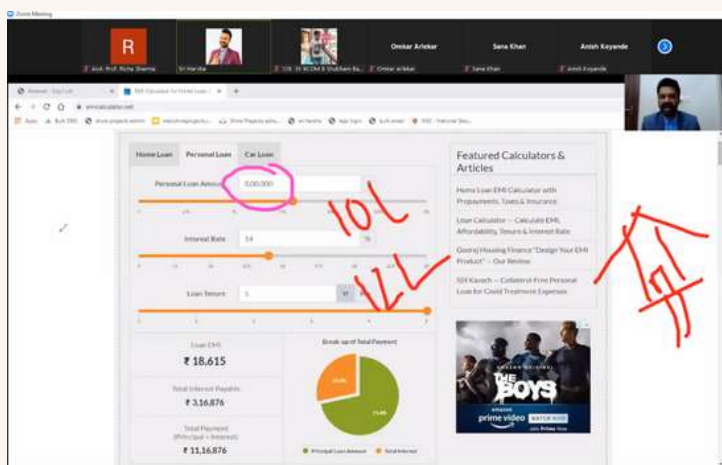 Zoom Meeting
R
Asst. Prof. Richa Sharma
Sri Harsha
Omkar Arlekar
Omkar Arlekar
Sana Khan
Sana Khan
Amish Koyande
Amish Koyande
emicalculator.net
Apps
Home Loan
Personal Loan
Car Loan
Personal Loan Amount
8,00,000
10L
Interest Rate
14
%
12L
Loan Tenure
5
Yr
Loan EMI
₹ 18,615
Total Interest Payable
₹ 3,16,876
Total Payment
(Principal + Interest)
₹ 11,16,876
Break-up of Total Payment
Principal Loan Amount
Total Interest
Featured Calculators &
Articles
Home Loan EMI Calculator with
Prepayments, Taxes & Insurance
Loan Calculator — Calculate EMI,
Affordability, Tenure & Interest Rate
Godrej Housing Finance "Design Your EMI
Product" — Our Review
SBI Kavach — Collateral-Free Personal
Loan for Covid Treatment Expenses
THE
BOYS
amazon
prime video
WATCH NOW